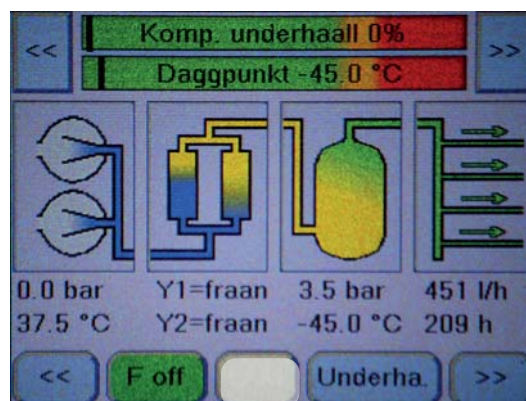 << Komp. underhaall 0% >>
Daggpunkt -45.0 °C
0.0 bar Y1=fraan 3.5 bar 451 l/h
37.5 °C Y2=fraan -45.0 °C 209 h
<< F off Underha. >>